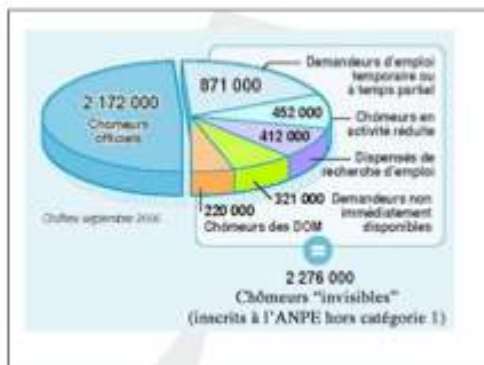 Demandeurs d'emploi
temporaire ou
à temps partiel
871 000
2 172 000
Chômeurs
officiels
452 000
Chômeurs en
activité réduite
412 000
Dispensés de
recherche d'emploi
321 000
Demandeurs non
immédiatement
disponibles
220 000
Chômeurs des DOM
Chiffres septembre 2006
=
2 276 000
Chômeurs "invisibles"
(inscrits à l'ANPE hors catégorie 1)